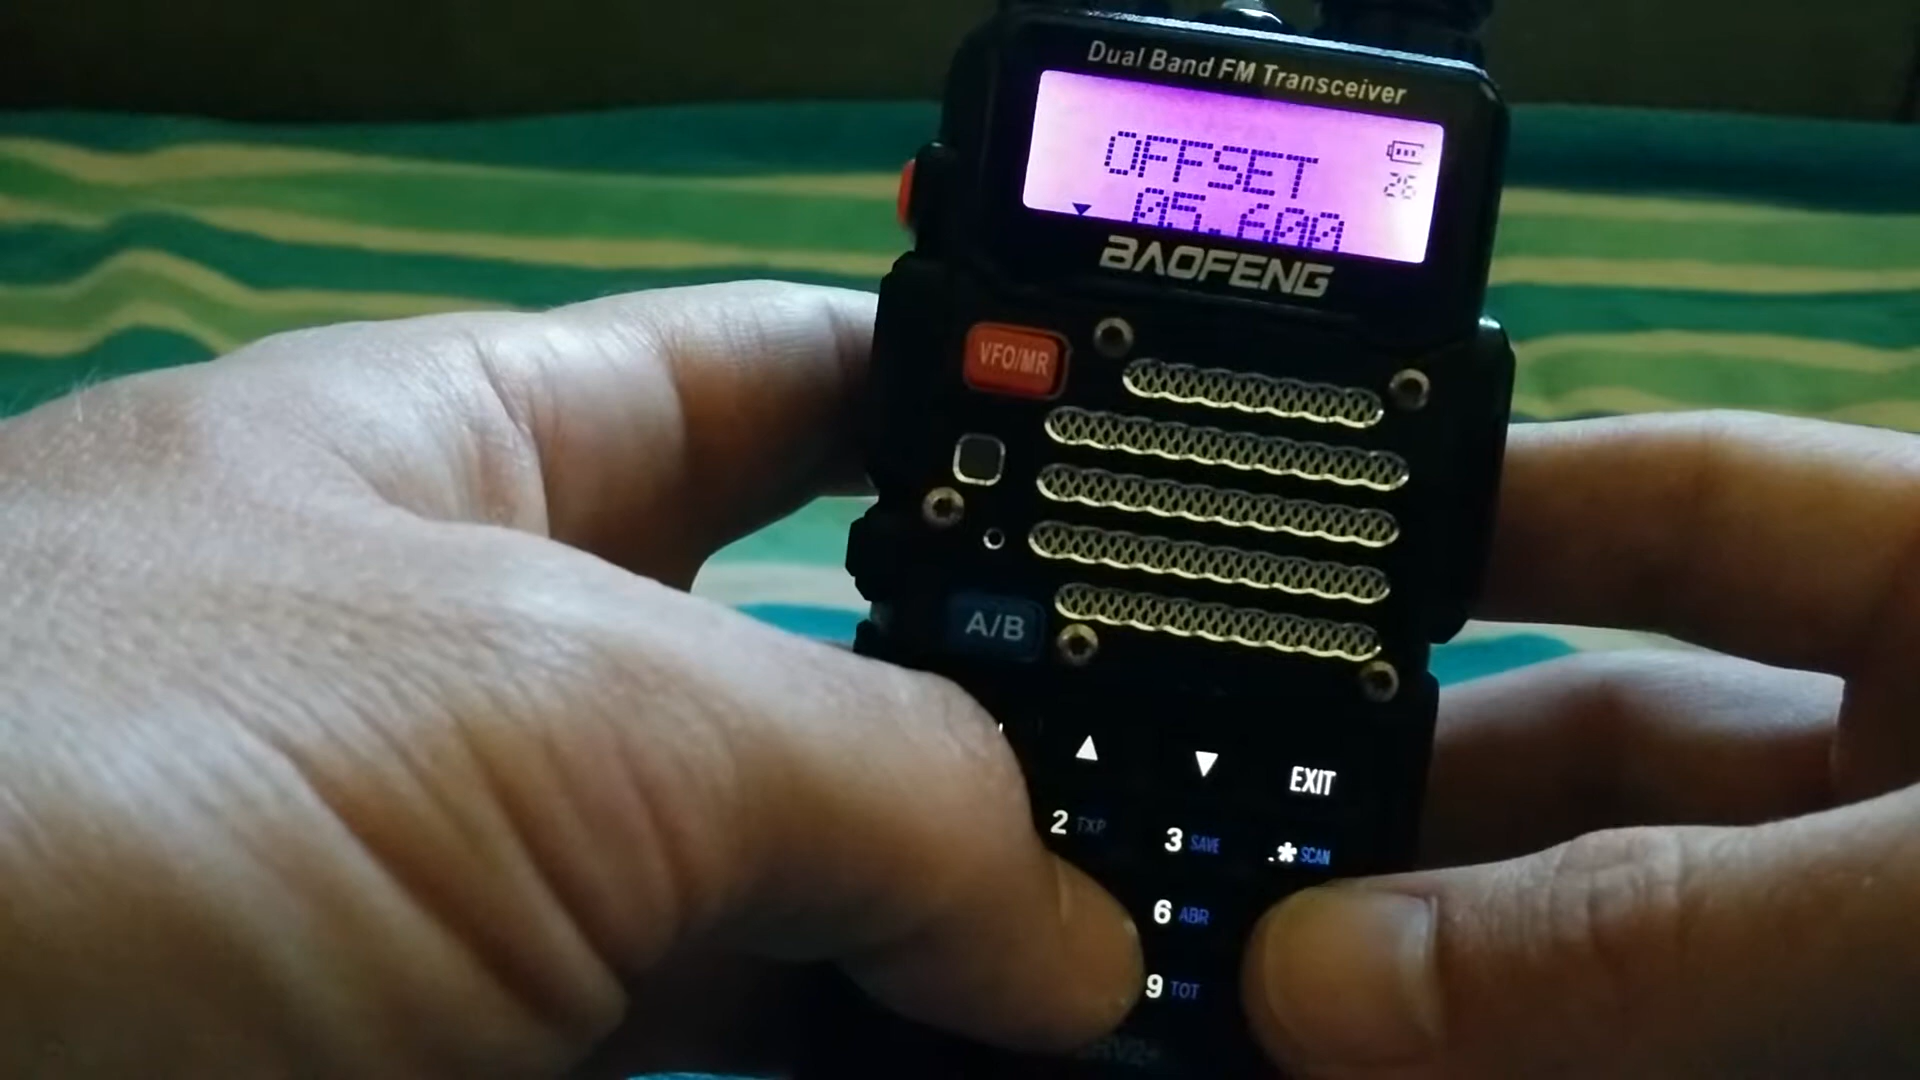 Dual Band FM Transceiver
OFFSET
26
05.600
BAOFENG
VFO/MR
A/B
▲ ▼ EXIT
2 TXP 3 SAVE .* SCAN
6 ABR
9 TOT